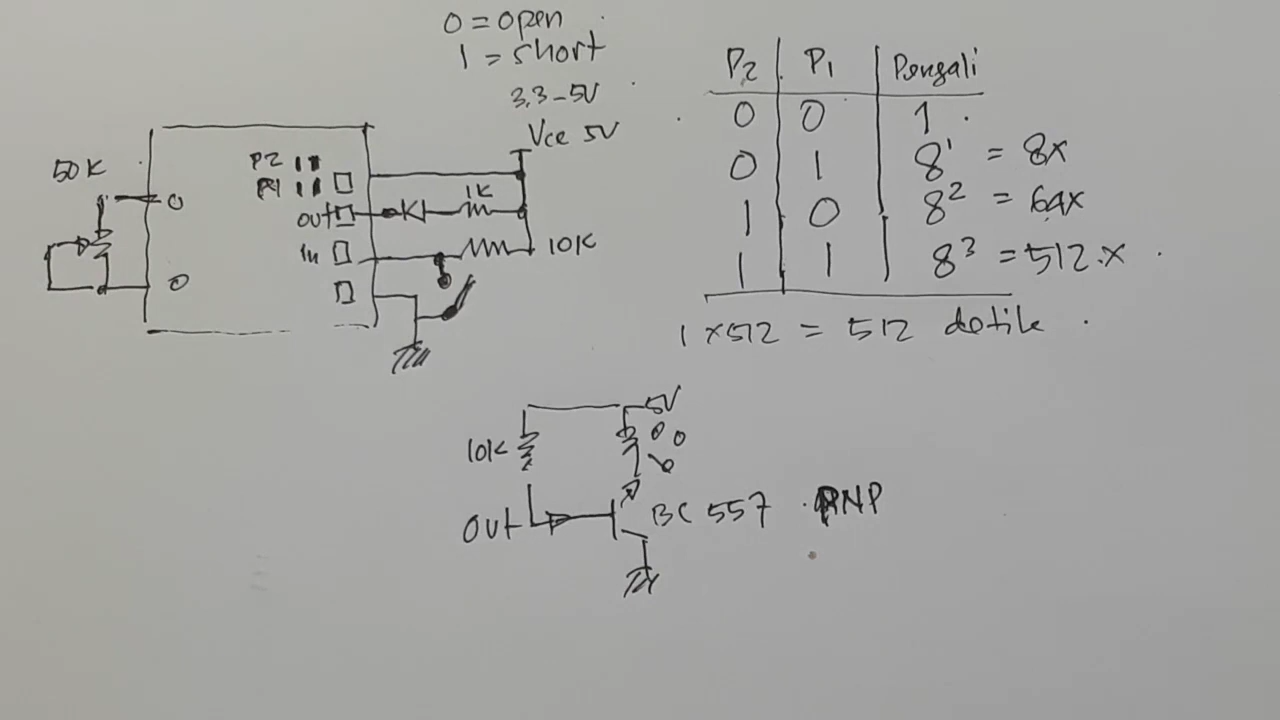 0 = open
1 = short
3,3-5V
Vce 5V
50K
P2
P1
out
In
1K
10K
P2 P1 Pengali
0 0 1
0 1 8¹ = 8x
1 0 8² = 64x
1 1 8³ = 512x
1 x 512 = 512 detik
5V
10K
out
BC 557 PNP